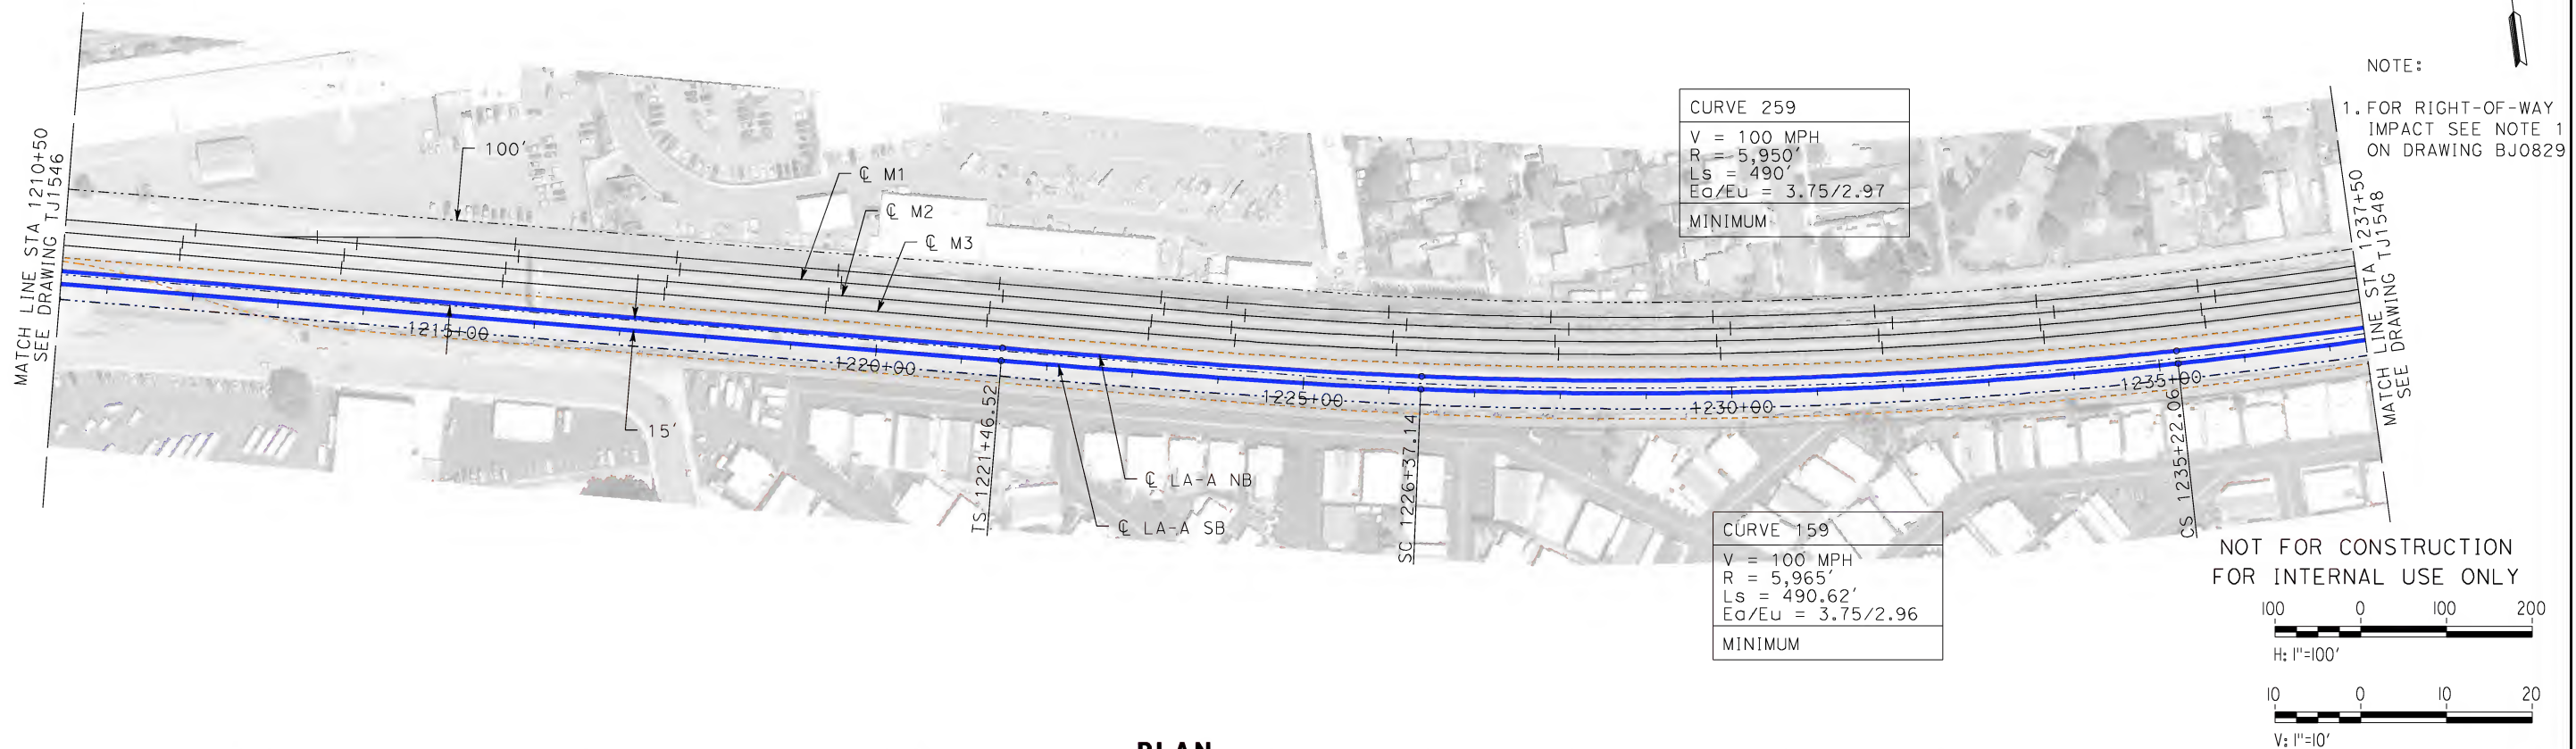 MATCH LINE STA 1210+50
SEE DRAWING TJ1546
100'
℄ M1
℄ M2
℄ M3
CURVE 259
V = 100 MPH
R = 5,950'
Ls = 490'
Ea/Eu = 3.75/2.97
MINIMUM
NOTE:
1. FOR RIGHT-OF-WAY
IMPACT SEE NOTE 1
ON DRAWING BJ0829
MATCH LINE STA 1237+50
SEE DRAWING TJ1548
1215+00
1220+00
1225+00
1230+00
1235+00
15'
TS 1221+46.52
℄ LA-A NB
℄ LA-A SB
SC 1226+37.14
CS 1235+22.06
CURVE 159
V = 100 MPH
R = 5,965'
Ls = 490.62'
Ea/Eu = 3.75/2.96
MINIMUM
NOT FOR CONSTRUCTION
FOR INTERNAL USE ONLY
100 0 100 200
H: 1"=100'
10 0 10 20
V: 1"=10'
PLAN